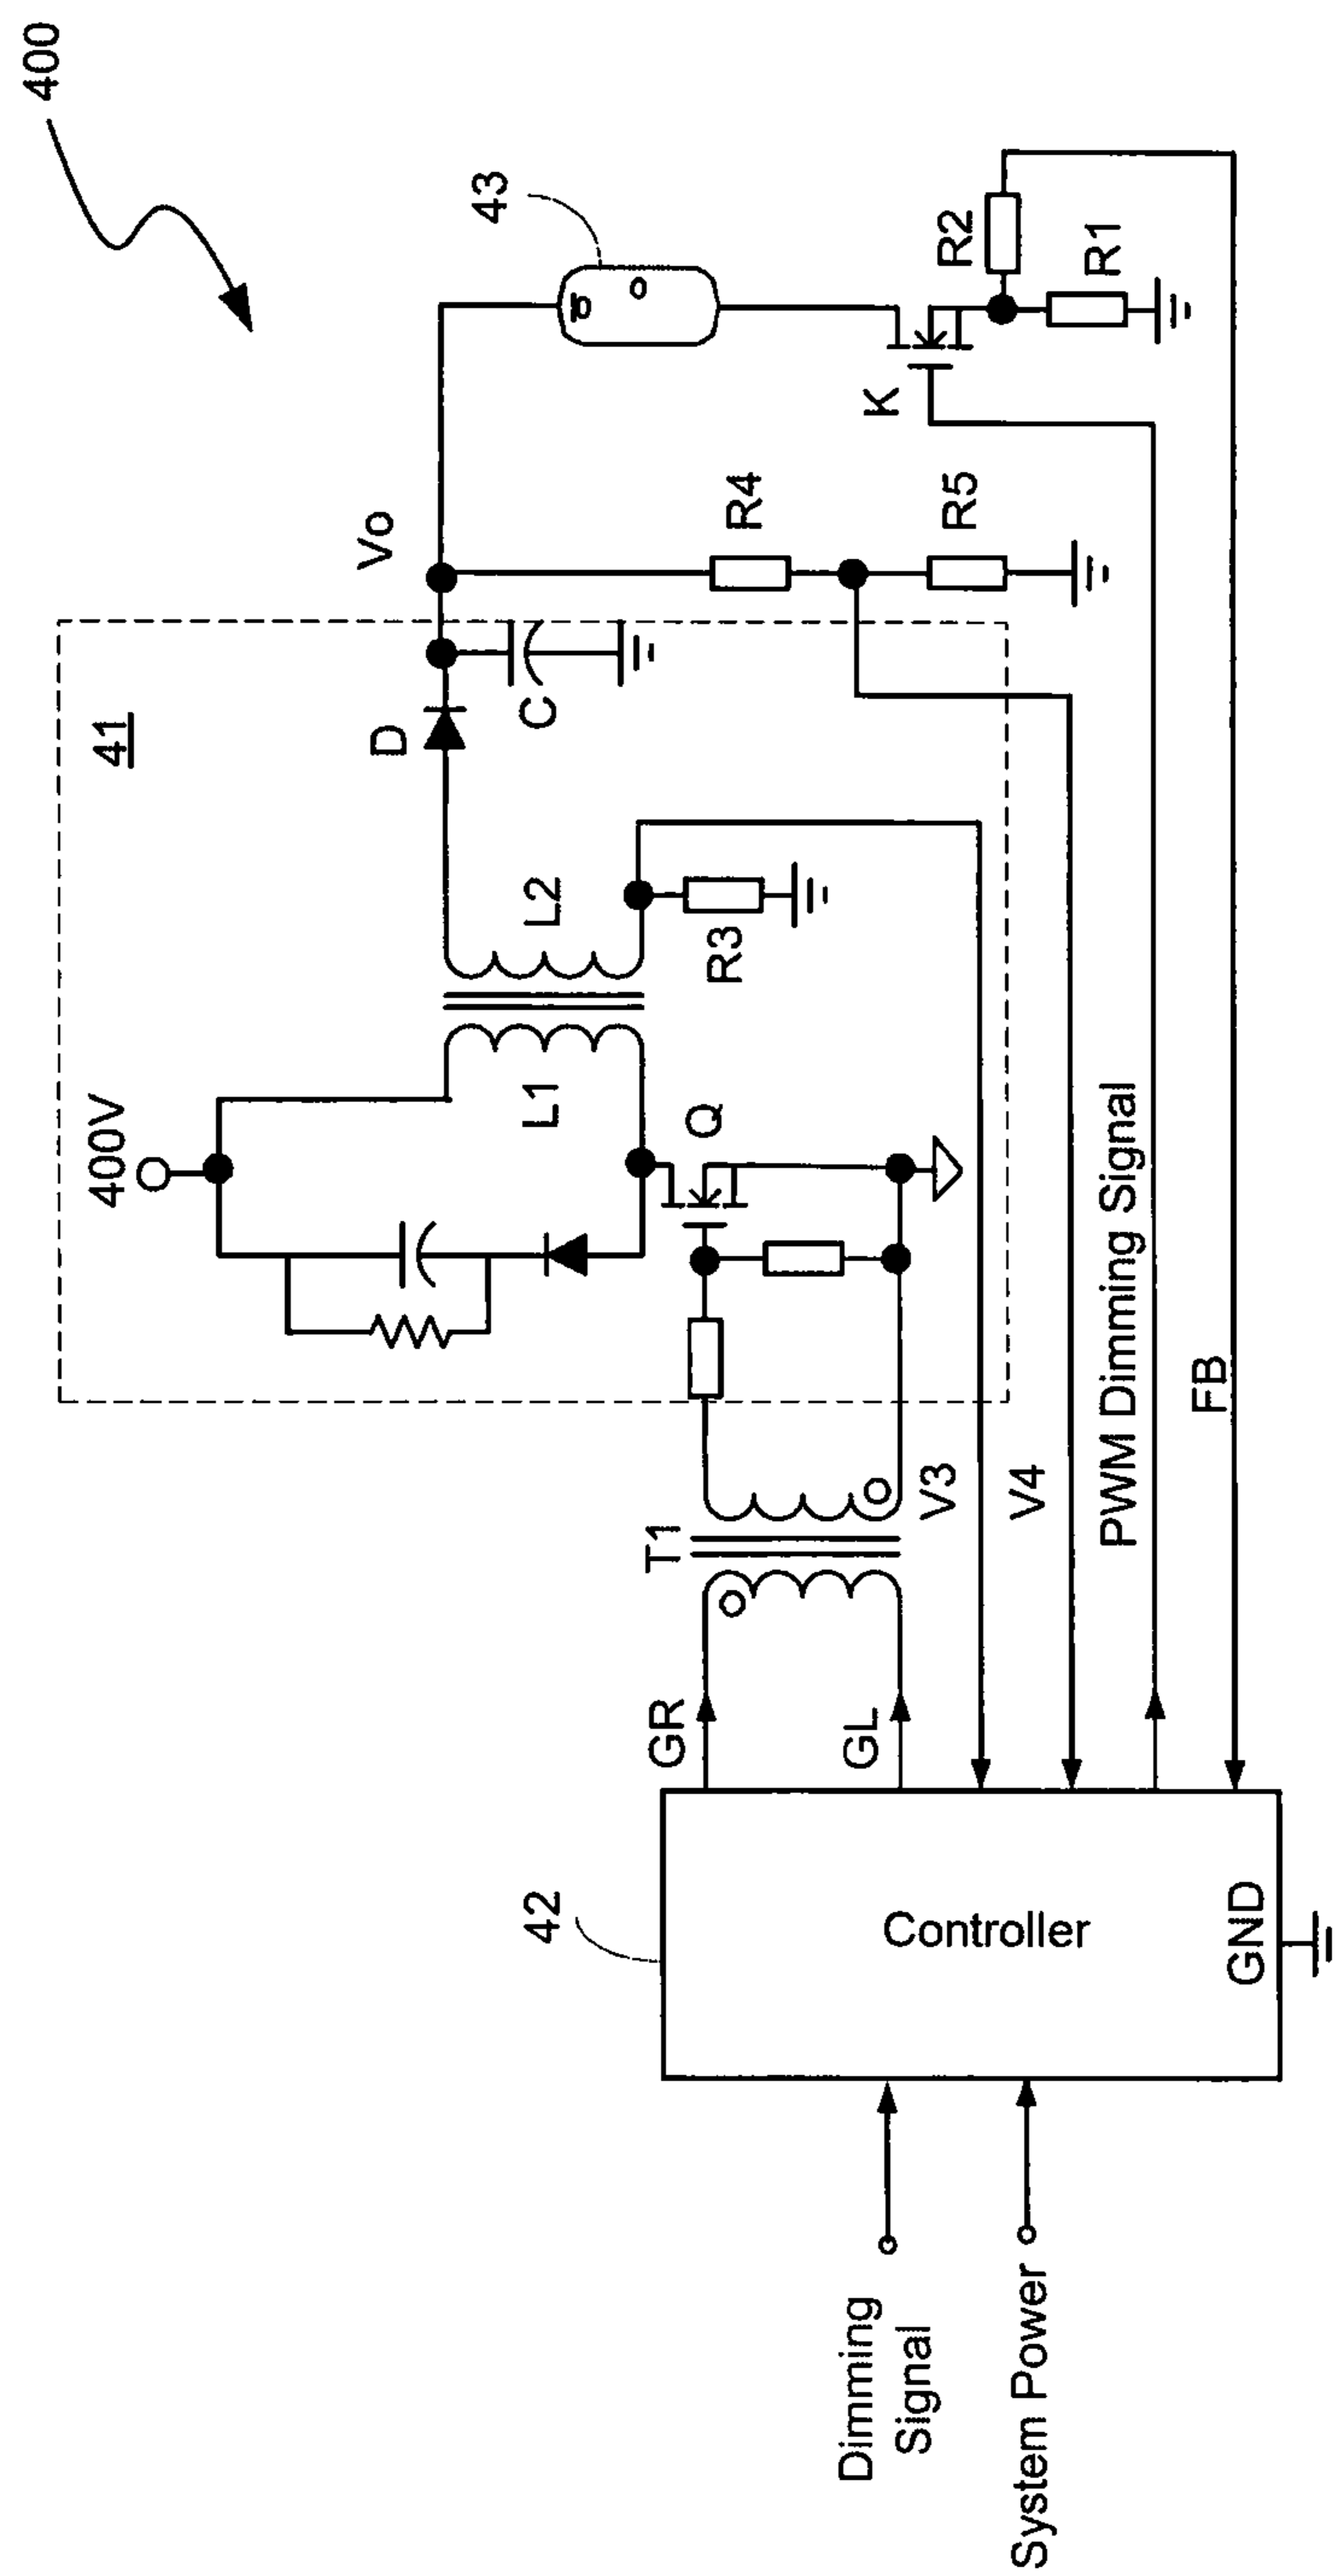 400
41
400V
L1
L2
D
C
Vo
43
Q
R3
R4
R5
K
R2
R1
T1
GR
GL
V3
V4
PWM Dimming Signal
FB
42
Controller
GND
Dimming
Signal
System Power